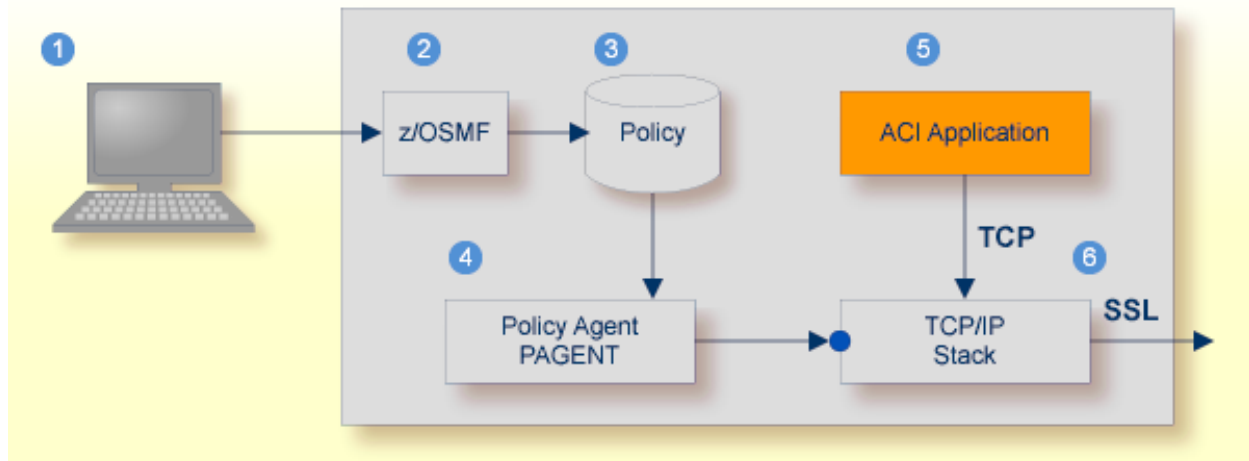 1
2
3
5
z/OSMF
Policy
ACI Application
TCP
4
6
Policy Agent
PAGENT
TCP/IP
Stack
SSL